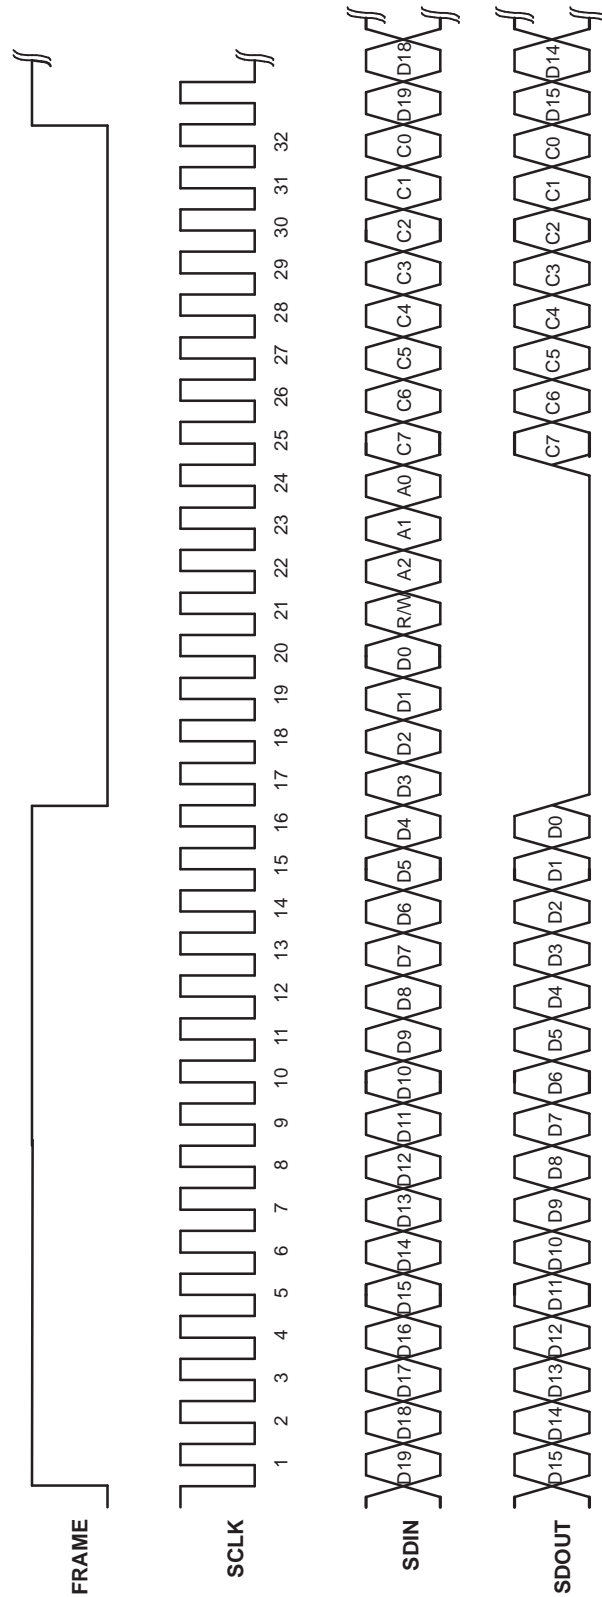 FRAME
SCLK
1 2 3 4 5 6 7 8 9 10 11 12 13 14 15 16 17 18 19 20 21 22 23 24 25 26 27 28 29 30 31 32
SDIN D19 D18 D17 D16 D15 D14 D13 D12 D11 D10 D9 D8 D7 D6 D5 D4 D3 D2 D1 D0 R/W A2 A1 A0 C7 C6 C5 C4 C3 C2 C1 C0 D19 D18
SDOUT D15 D14 D13 D12 D11 D10 D9 D8 D7 D6 D5 D4 D3 D2 D1 D0 C7 C6 C5 C4 C3 C2 C1 C0 D15 D14